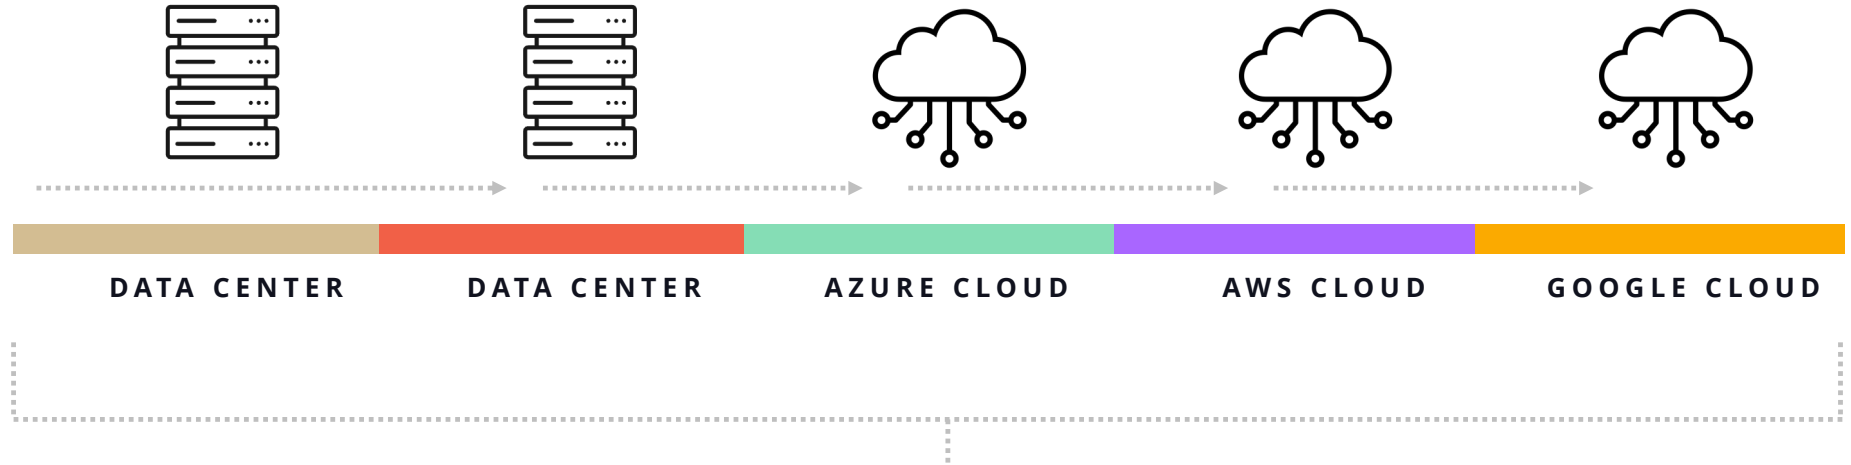 DATA CENTER
DATA CENTER
AZURE CLOUD
AWS CLOUD
GOOGLE CLOUD